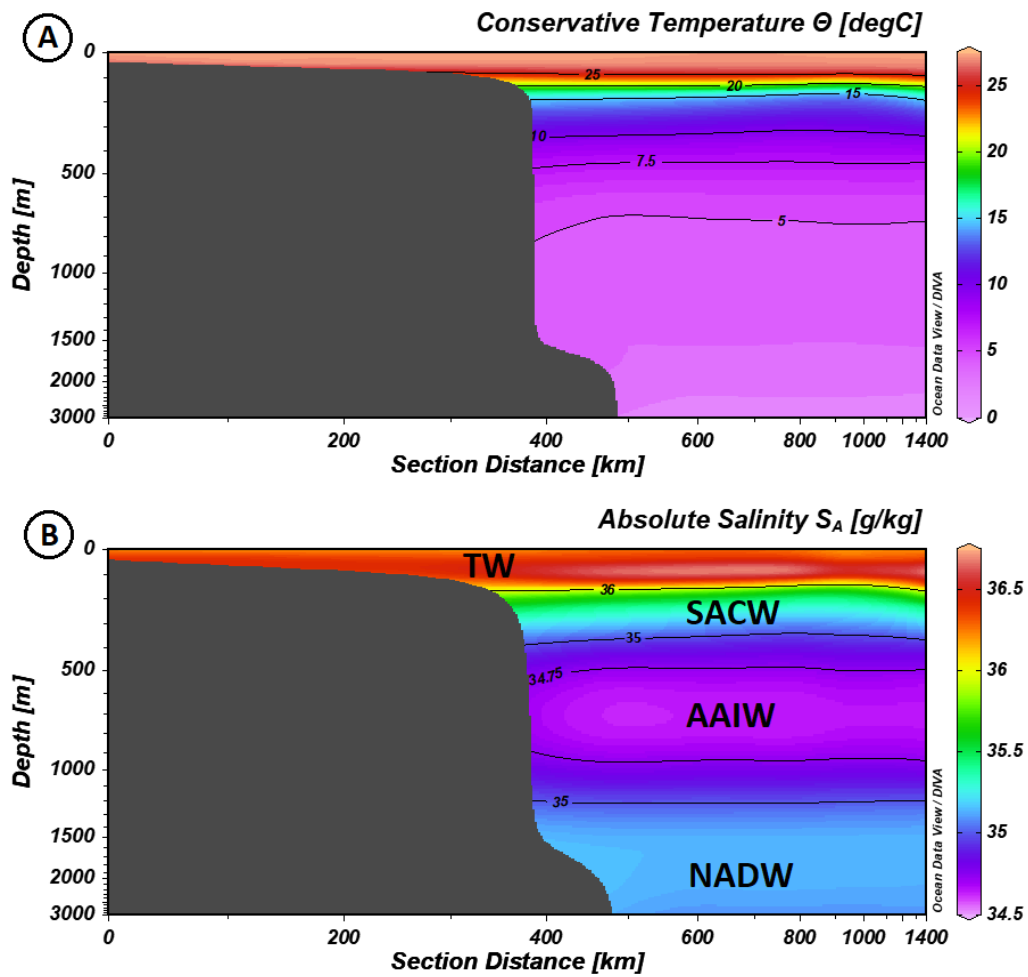 A
Conservative Temperature Θ [degC]
0
500
1000
1500
2000
3000
Depth [m]
25
20
15
10
7.5
5
0 200 400 600 800 1000 1400
Section Distance [km]
Ocean Data View / DIVA
25
20
15
10
5
0
B
Absolute Salinity S_A [g/kg]
0
500
1000
1500
2000
3000
Depth [m]
TW
36
SACW
35
34.75
AAIW
35
NADW
0 200 400 600 800 1000 1400
Section Distance [km]
Ocean Data View / DIVA
36.5
36
35.5
35
34.5